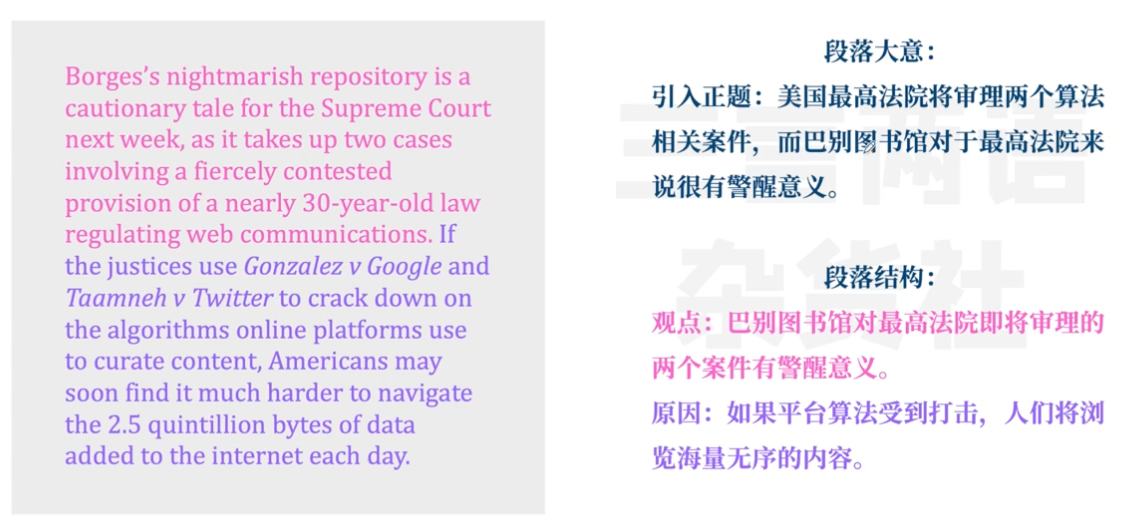 Borges’s nightmarish repository is a
cautionary tale for the Supreme Court
next week, as it takes up two cases
involving a fiercely contested
provision of a nearly 30-year-old law
regulating web communications. If
the justices use Gonzalez v Google and
Taamneh v Twitter to crack down on
the algorithms online platforms use
to curate content, Americans may
soon find it much harder to navigate
the 2.5 quintillion bytes of data
added to the internet each day.
段落大意：
引入正题：美国最高法院将审理两个算法
相关案件，而巴别图书馆对于最高法院来
说很有警醒意义。
段落结构：
观点：巴别图书馆对最高法院即将审理的
两个案件有警醒意义。
原因：如果平台算法受到打击，人们将浏
览海量无序的内容。
三言两语
杂货社